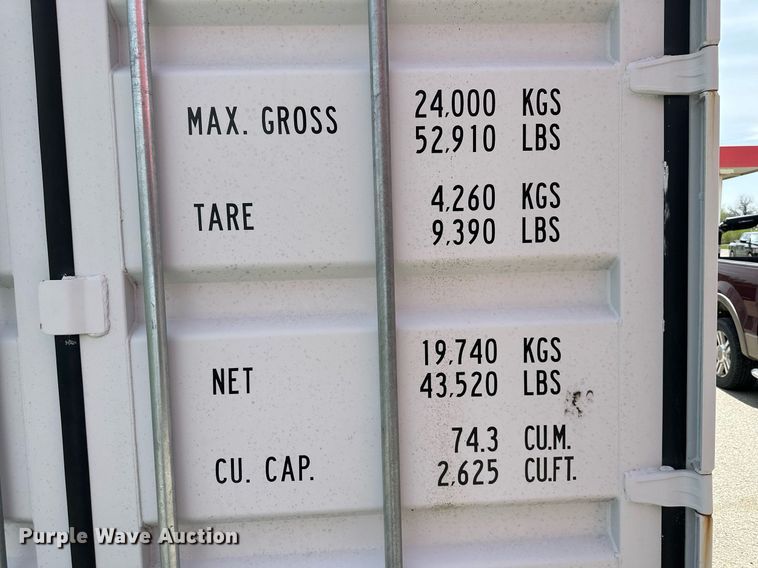 MAX. GROSS 24,000 KGS
52,910 LBS
TARE 4,260 KGS
9,390 LBS
NET 19,740 KGS
43,520 LBS
CU. CAP. 74.3 CU.M.
2,625 CU.FT.
Purple Wave Auction